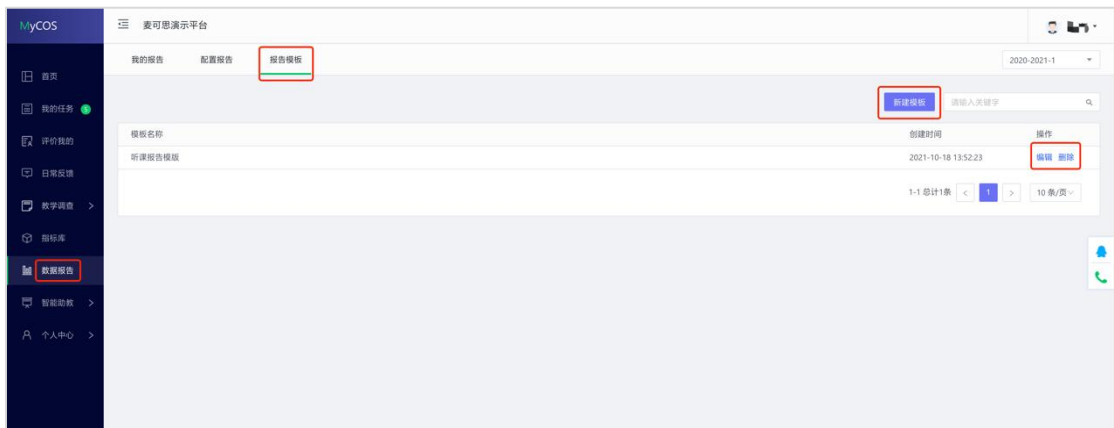 MyCOS
麦可思演示平台
我的报告 配置报告 报告模板
2020-2021-1
首页
我的任务 5
评价我的
日常反馈
教学调查
指标库
数据报告
智能助教
个人中心
新建模板 请输入关键字
模板名称 创建时间 操作
听课报告模版 2021-10-18 13:52:23 编辑 删除
1-1 总计1条 < 1 > 10 条/页